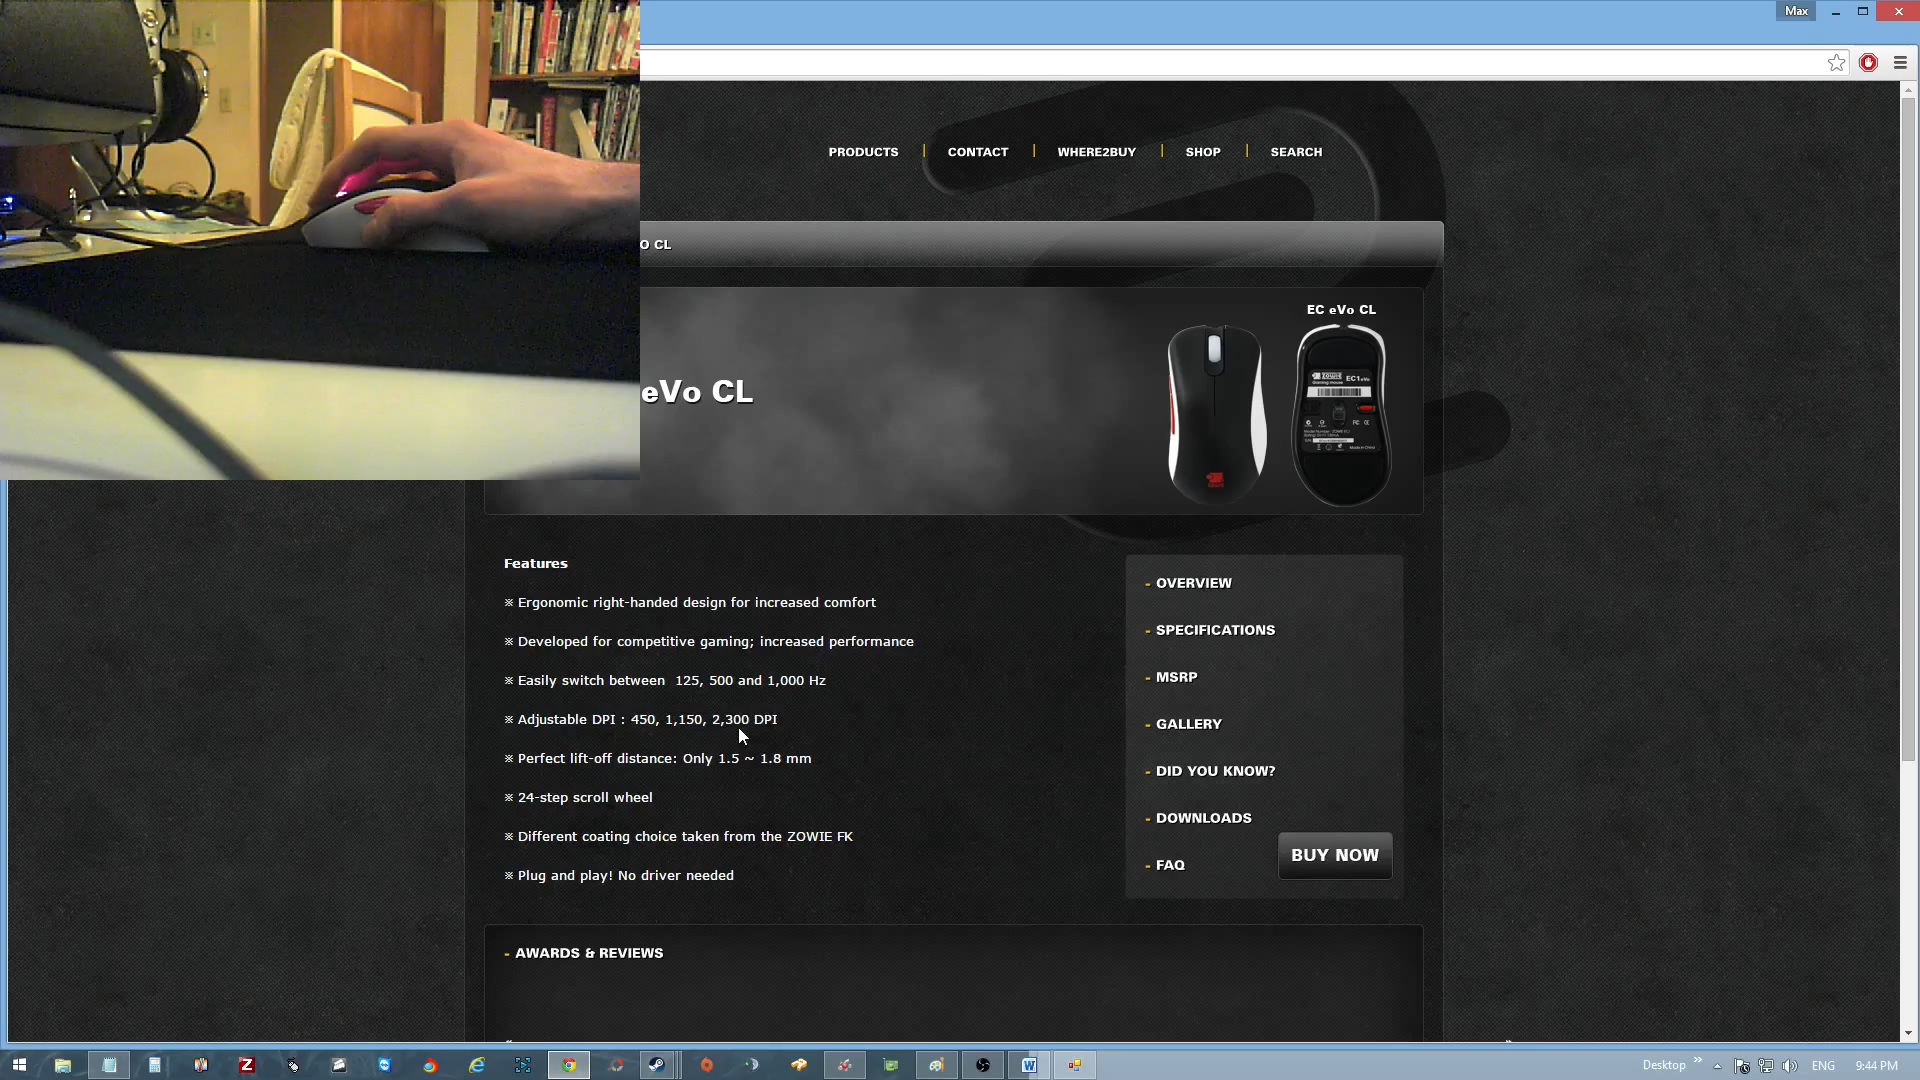 Max
PRODUCTS
CONTACT
WHERE2BUY
SHOP
SEARCH
O CL
EC eVo CL
eVo CL
ZOWIE
EC1 eVo
Features
※ Ergonomic right-handed design for increased comfort
※ Developed for competitive gaming; increased performance
※ Easily switch between 125, 500 and 1,000 Hz
※ Adjustable DPI : 450, 1,150, 2,300 DPI
※ Perfect lift-off distance: Only 1.5 ~ 1.8 mm
※ 24-step scroll wheel
※ Different coating choice taken from the ZOWIE FK
※ Plug and play! No driver needed
- OVERVIEW
- SPECIFICATIONS
- MSRP
- GALLERY
- DID YOU KNOW?
- DOWNLOADS
- FAQ
BUY NOW
- AWARDS & REVIEWS
Desktop
ENG
9:44 PM